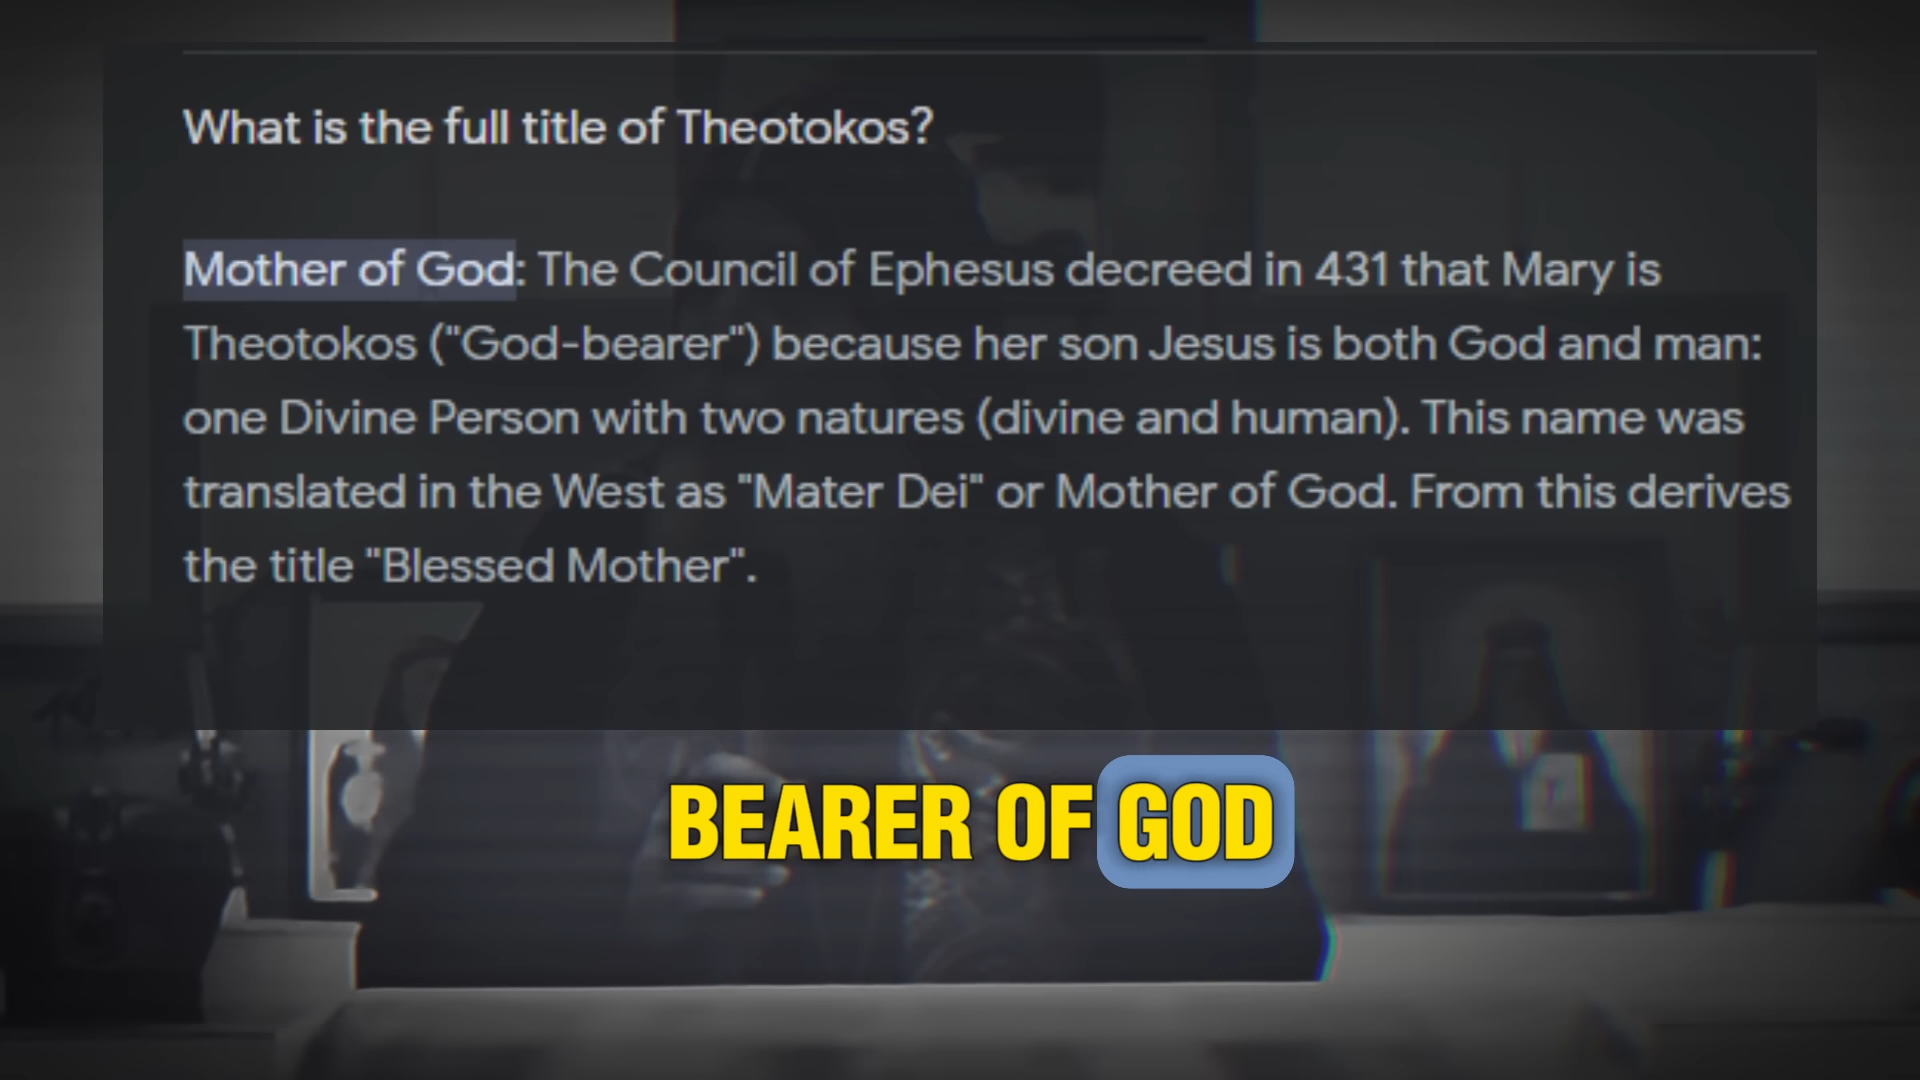 What is the full title of Theotokos?
Mother of God: The Council of Ephesus decreed in 431 that Mary is
Theotokos ("God-bearer") because her son Jesus is both God and man:
one Divine Person with two natures (divine and human). This name was
translated in the West as "Mater Dei" or Mother of God. From this derives
the title "Blessed Mother".
BEARER OF GOD